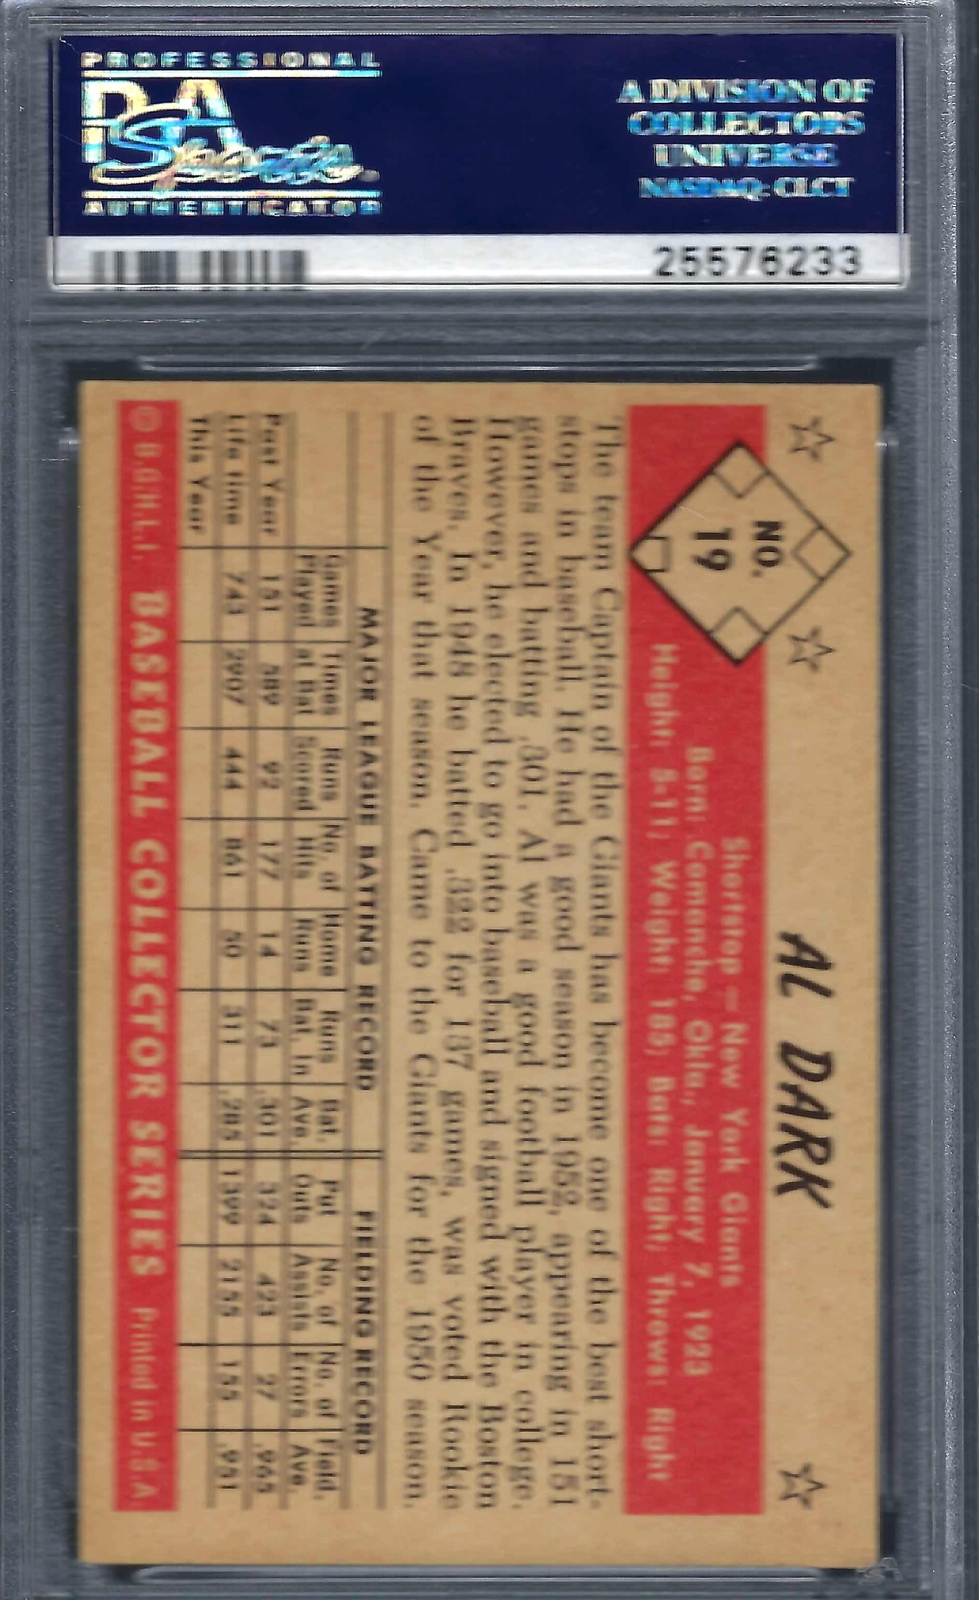 PROFESSIONAL
PSA
Sports
AUTHENTICATOR
A DIVISION OF
COLLECTORS
UNIVERSE
NASDAQ: CLCT
25576233
NO.
19
AL DARK
Shortstop — New York Giants
Born: Comenche, Okla., January 7, 1923
Height: 5-11; Weight: 185; Bats: Right; Throws: Right
The team Captain of the Giants has become one of the best short-
stops in baseball. He had a good season in 1952, appearing in 151
games and batting .301. Al was a good football player in college.
However, he elected to go into baseball and signed with the Boston
Braves. In 1948 he batted .322 for 137 games, was voted Rookie
of the Year that season. Came to the Giants for the 1950 season.
MAJOR LEAGUE BATTING RECORD FIELDING RECORD
Games Times Runs No. of Home Runs Bat. Put No. of No. of Field.
Played at Bat Scored Hits Runs Bat. In Ave. Outs Assists Errors Ave.
Past Year 151 589 92 177 14 73 .301 324 423 27 .965
Life time 743 2907 444 861 50 311 .285 1399 2155 155 .951
This Year
© B.G.H.L.I. BASEBALL COLLECTOR SERIES Printed in U.S.A.